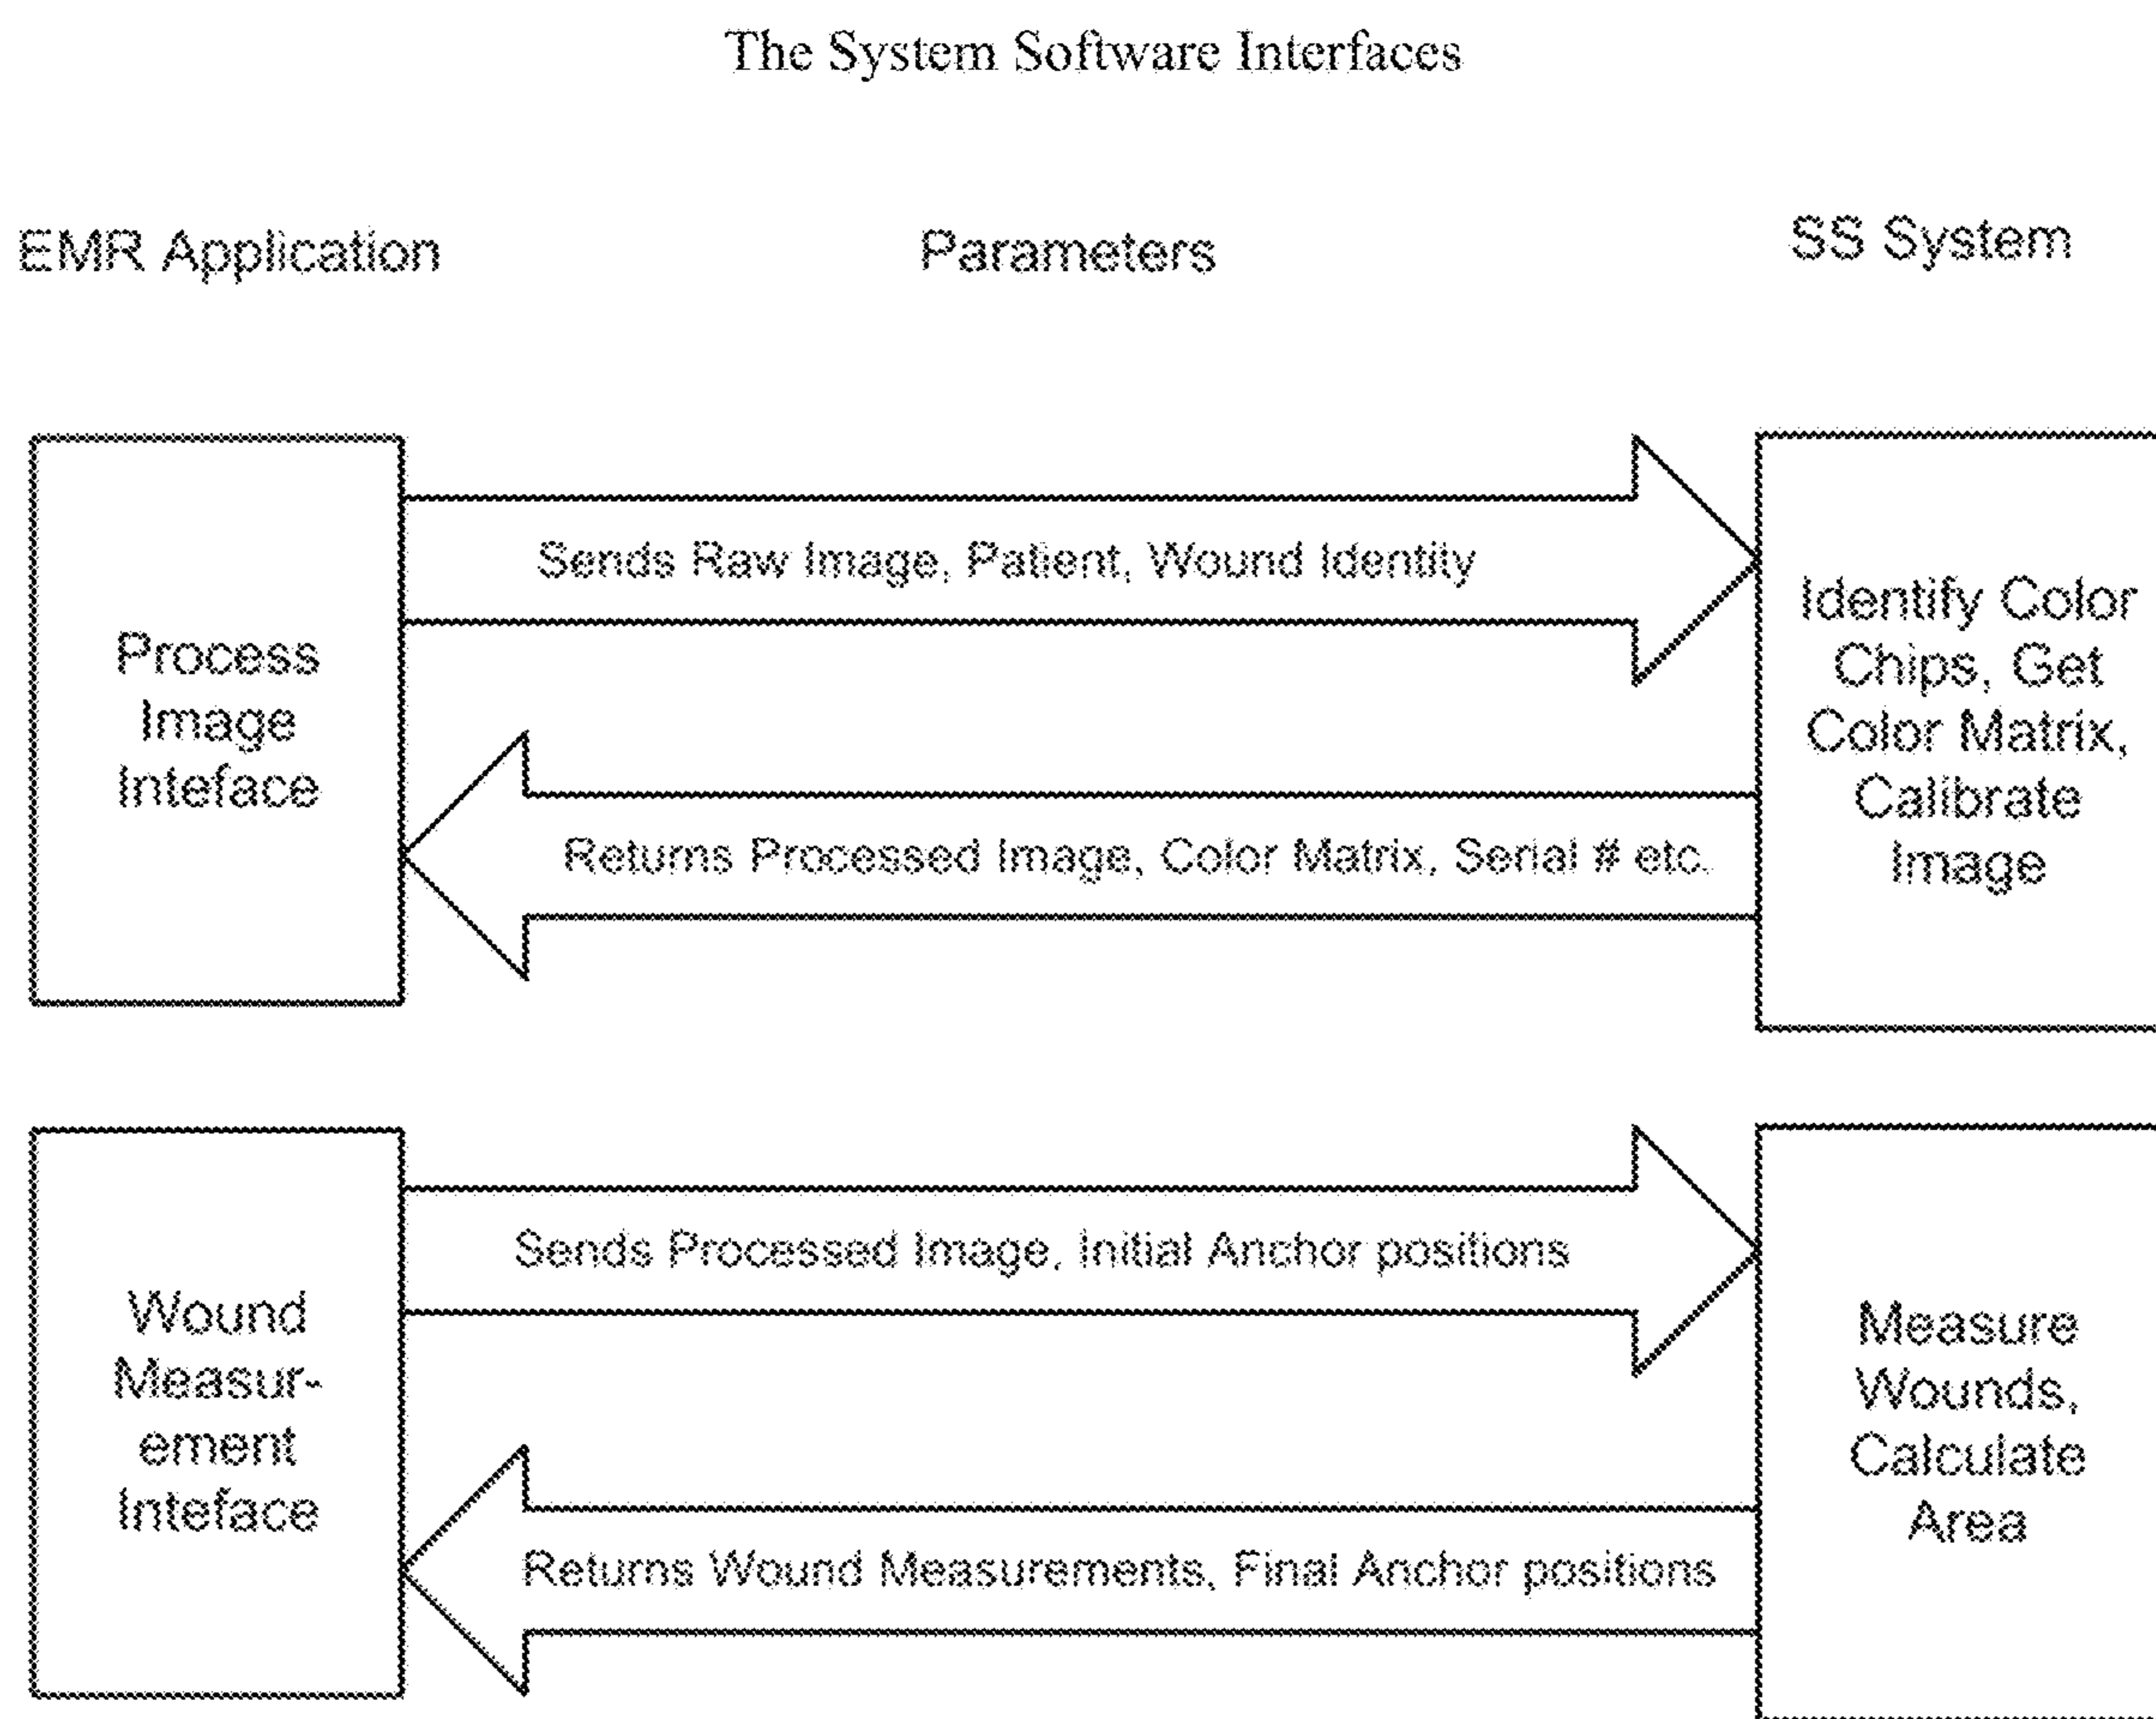 The System Software Interfaces
EMR Application
Parameters
SS System
Process
Image
Inteface
Sends Raw Image, Patient, Wound Identity
Returns Processed Image, Color Matrix, Serial # etc.
Identify Color
Chips, Get
Color Matrix,
Calibrate
Image
Wound
Measur-
ement
Inteface
Sends Processed Image, Initial Anchor positions
Returns Wound Measurements, Final Anchor positions
Measure
Wounds,
Calculate
Area